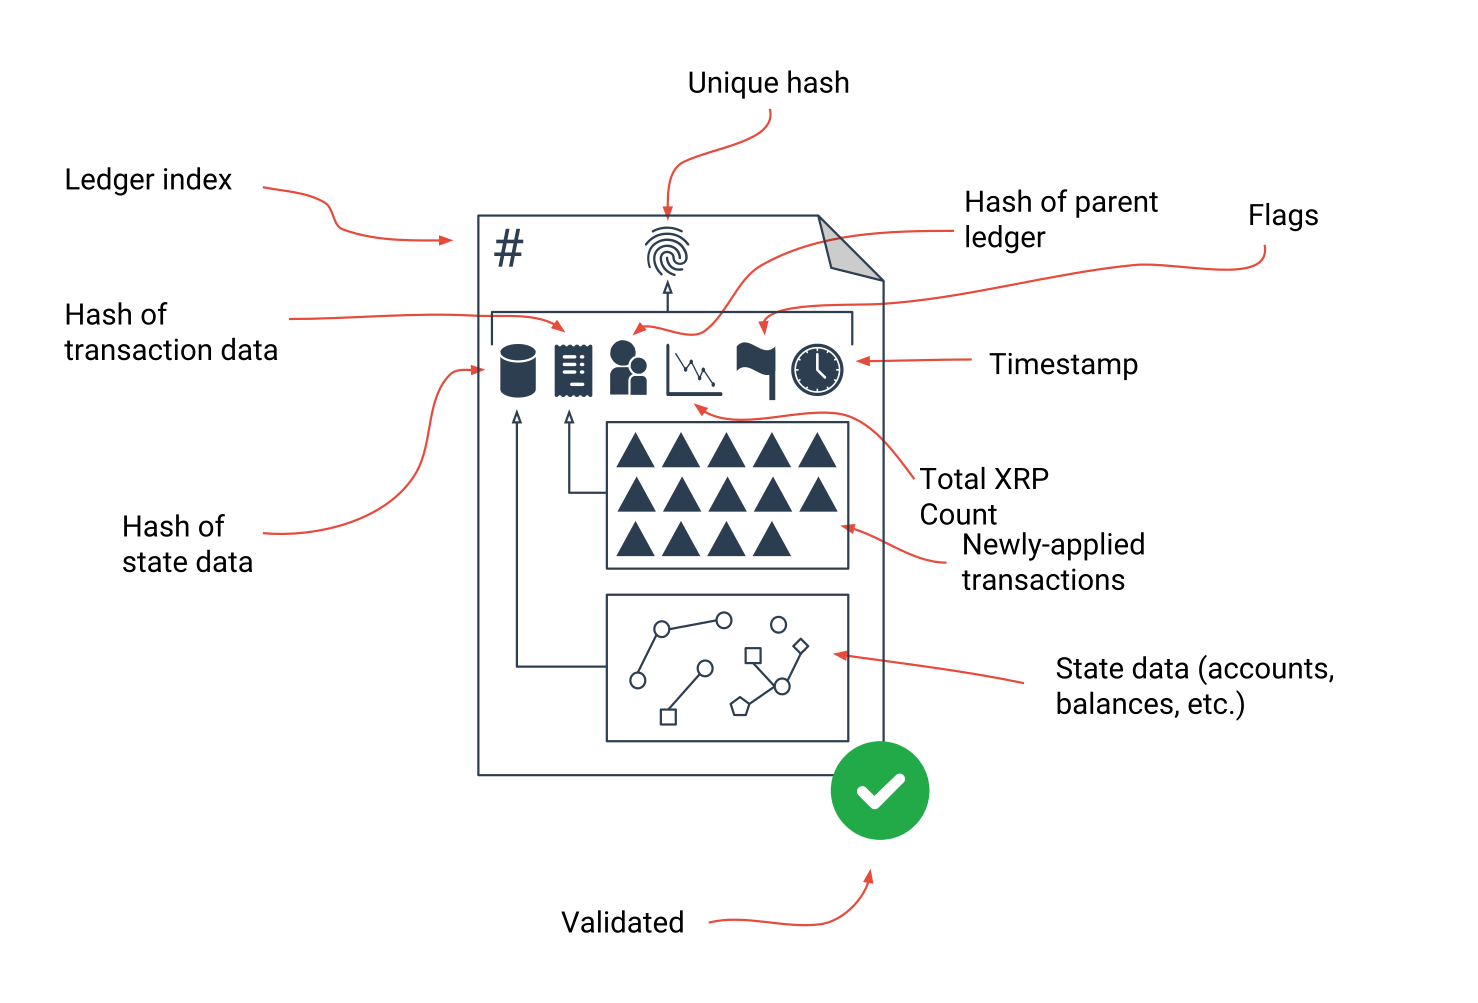 Unique hash
Ledger index
#
Hash of parent
ledger
Flags
Hash of
transaction data
Timestamp
Total XRP
Count
Hash of
state data
Newly-applied
transactions
State data (accounts,
balances, etc.)
Validated